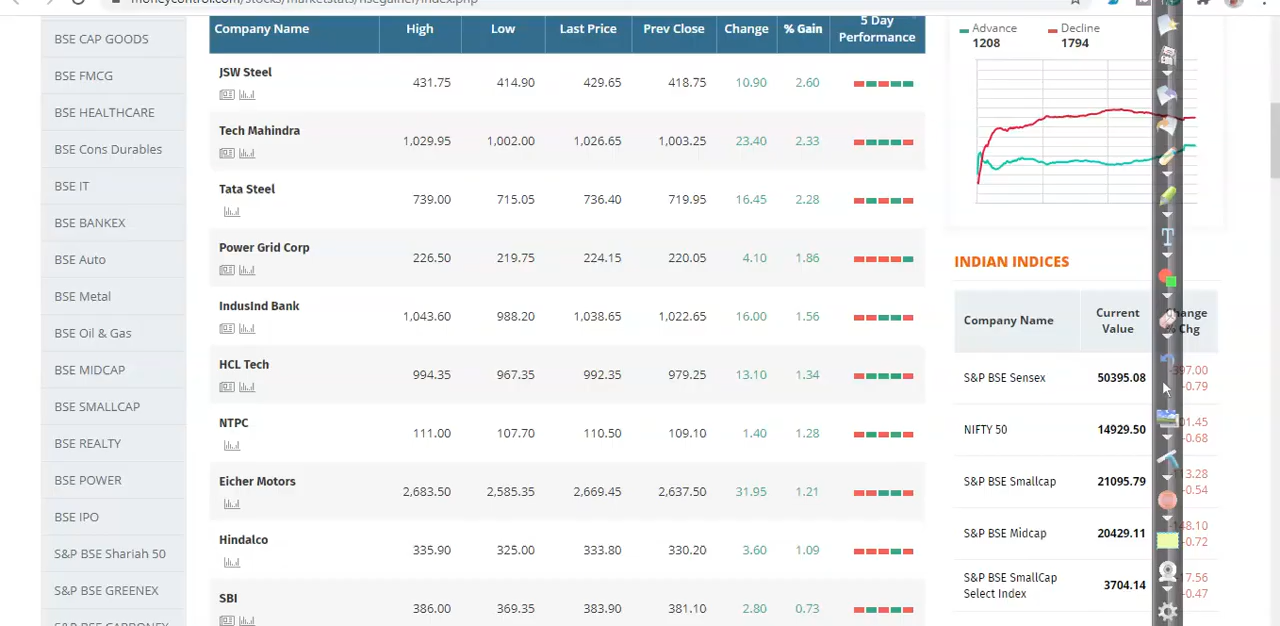 moneycontrol.com/stocks/marketstats/nsegainer/index.php
BSE CAP GOODS
BSE FMCG
BSE HEALTHCARE
BSE Cons Durables
BSE IT
BSE BANKEX
BSE Auto
BSE Metal
BSE Oil & Gas
BSE MIDCAP
BSE SMALLCAP
BSE REALTY
BSE POWER
BSE IPO
S&P BSE Shariah 50
S&P BSE GREENEX
S&P BSE CARBONEX
Company Name High Low Last Price Prev Close Change % Gain 5 Day Performance
JSW Steel 431.75 414.90 429.65 418.75 10.90 2.60
Tech Mahindra 1,029.95 1,002.00 1,026.65 1,003.25 23.40 2.33
Tata Steel 739.00 715.05 736.40 719.95 16.45 2.28
Power Grid Corp 226.50 219.75 224.15 220.05 4.10 1.86
IndusInd Bank 1,043.60 988.20 1,038.65 1,022.65 16.00 1.56
HCL Tech 994.35 967.35 992.35 979.25 13.10 1.34
NTPC 111.00 107.70 110.50 109.10 1.40 1.28
Eicher Motors 2,683.50 2,585.35 2,669.45 2,637.50 31.95 1.21
Hindalco 335.90 325.00 333.80 330.20 3.60 1.09
SBI 386.00 369.35 383.90 381.10 2.80 0.73
Advance Decline
1208 1794
INDIAN INDICES
Company Name Current Value % Chg
S&P BSE Sensex 50395.08 -0.79
NIFTY 50 14929.50 -0.68
S&P BSE Smallcap 21095.79 -0.54
S&P BSE Midcap 20429.11 -0.72
S&P BSE SmallCap
Select Index 3704.14 -0.47